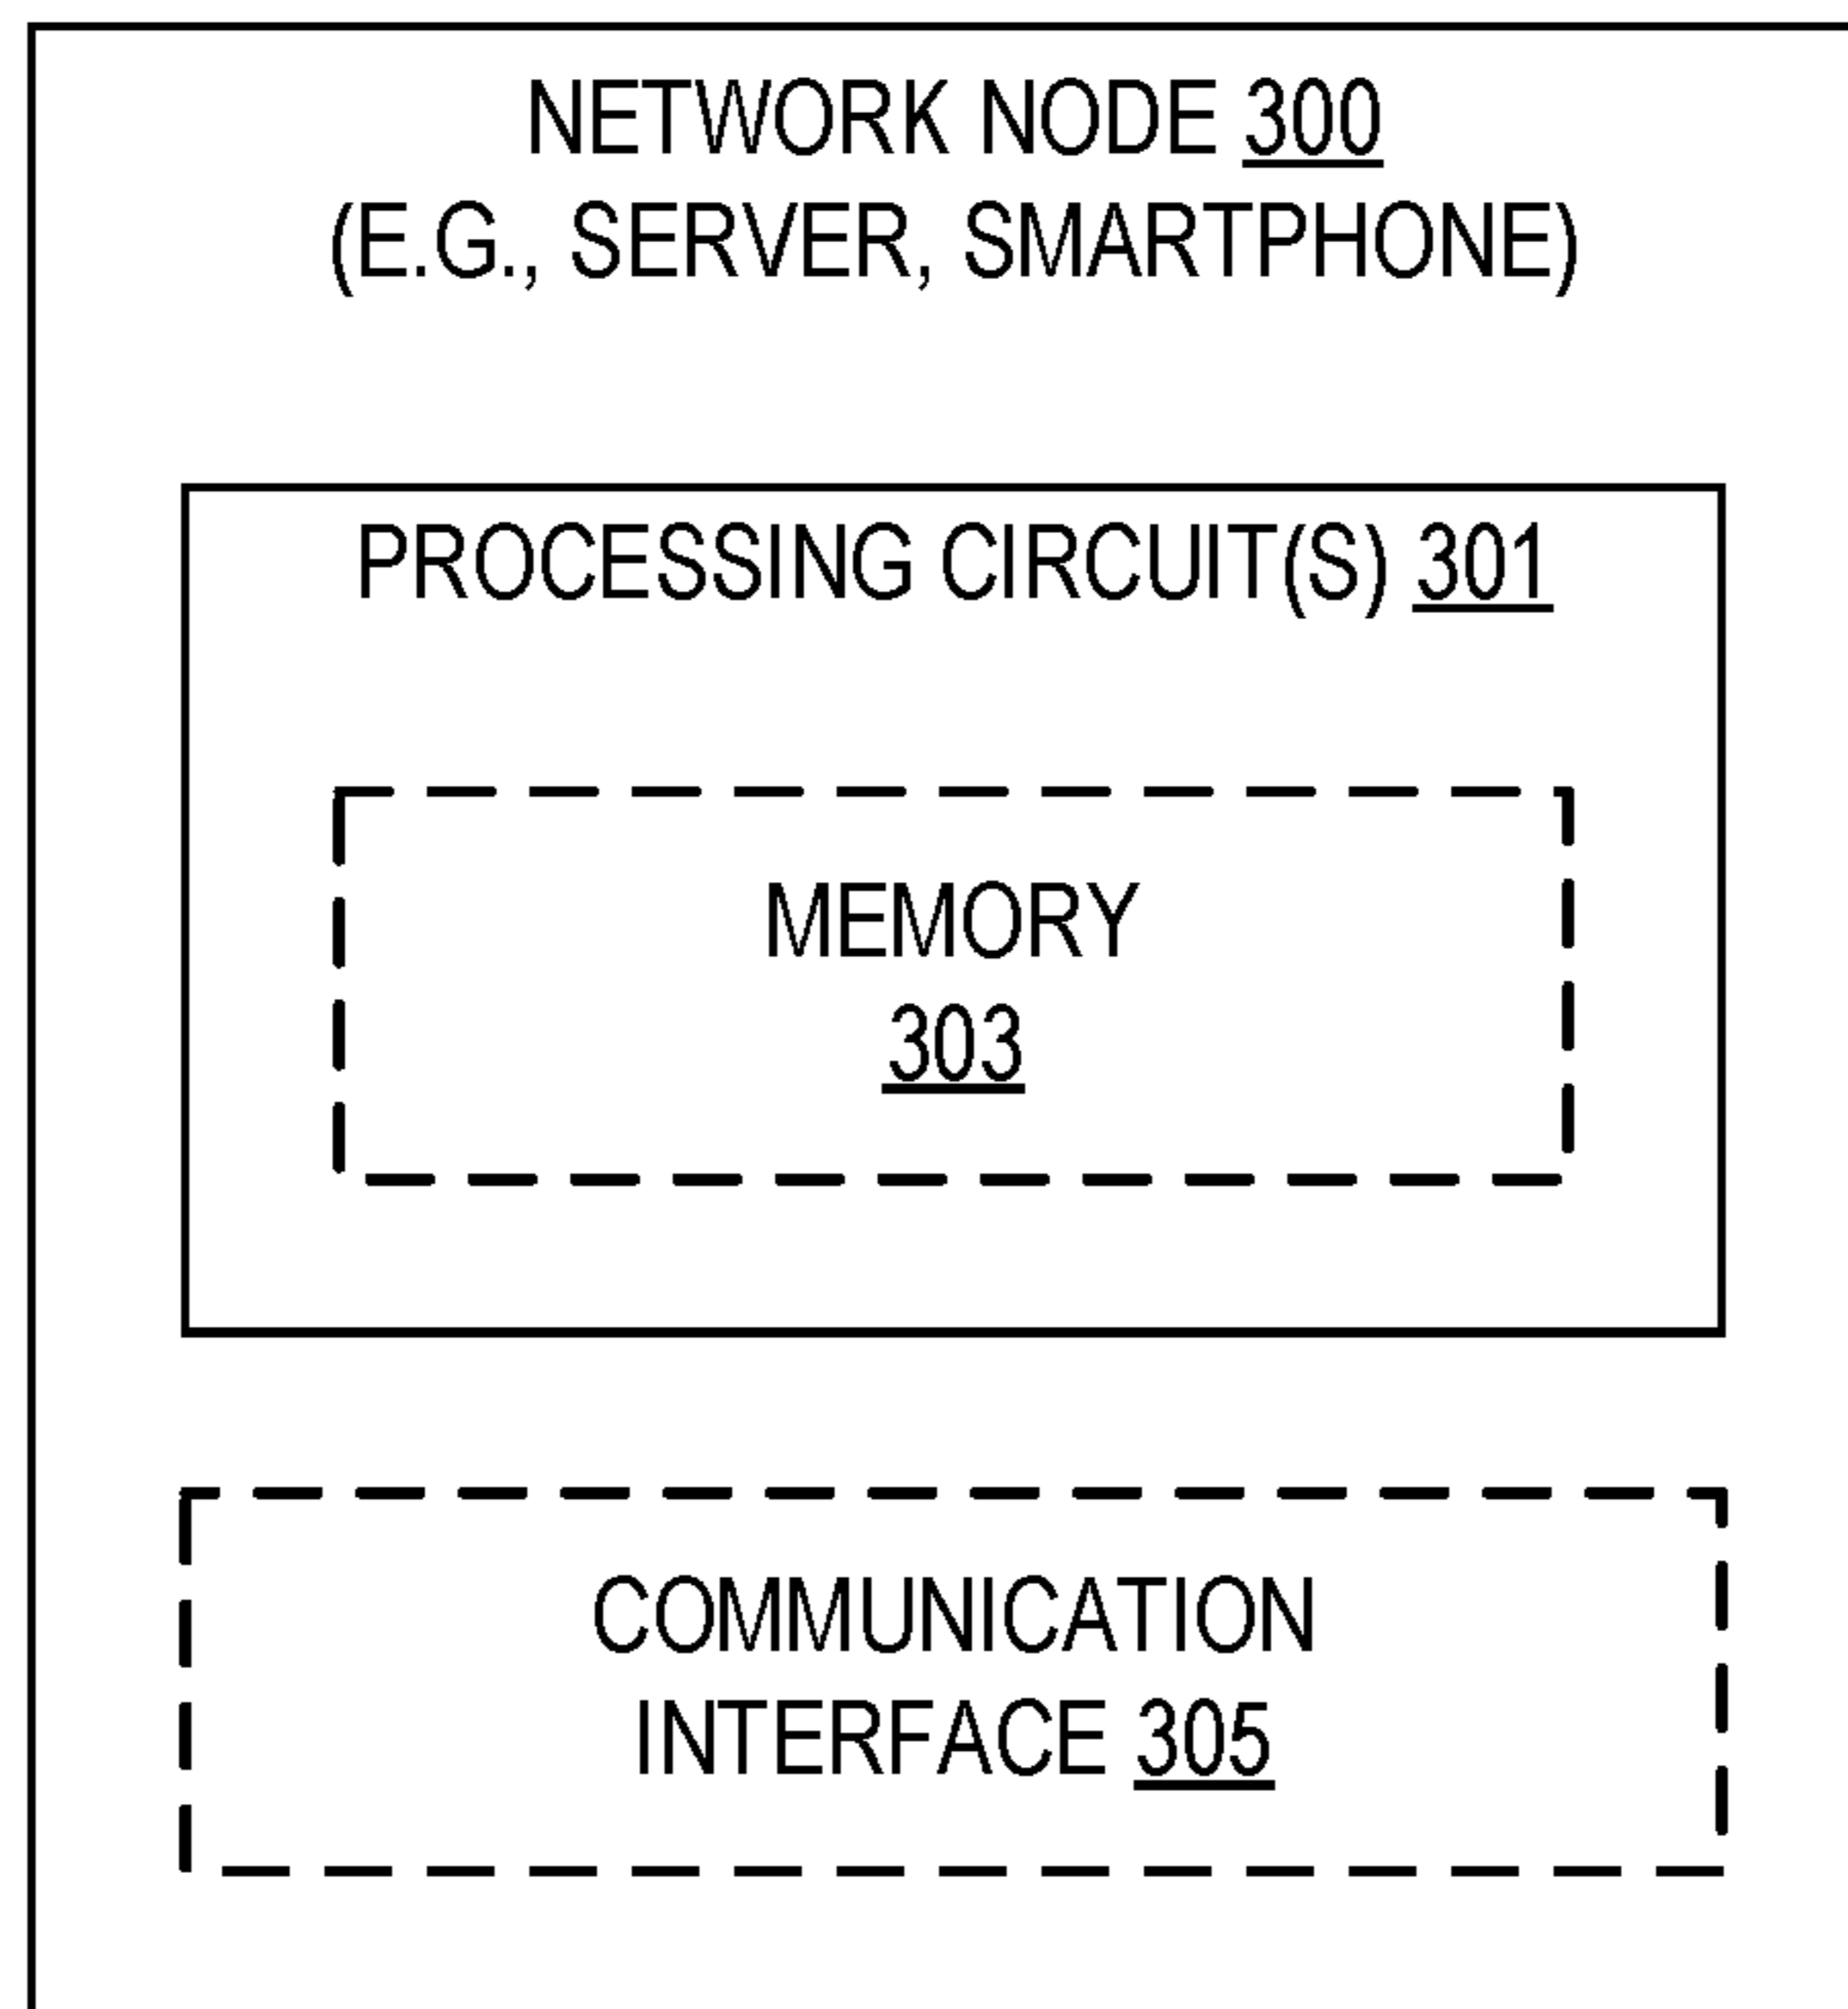 NETWORK NODE 300
(E.G., SERVER, SMARTPHONE)
PROCESSING CIRCUIT(S) 301
MEMORY
303
COMMUNICATION
INTERFACE 305